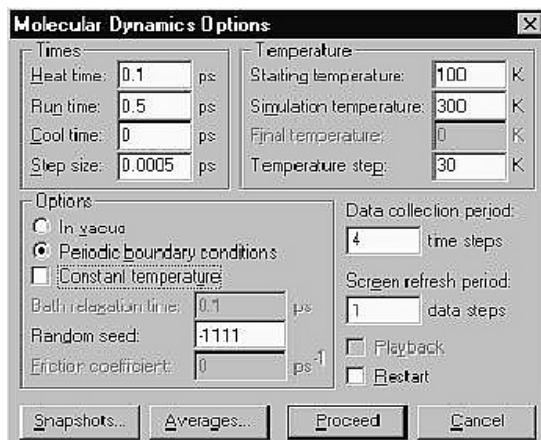 Molecular Dynamics Options
Times
Heat time: 0.1 ps
Run time: 0.5 ps
Cool time: 0 ps
Step size: 0.0005 ps
Temperature
Starting temperature: 100 K
Simulation temperature: 300 K
Final temperature: 0 K
Temperature step: 30 K
Options
In vacuo
Periodic boundary conditions
Constant temperature
Bath relaxation time: 0.1 ps
Random seed: -1111
Friction coefficient: 0 ps-1
Data collection period:
4 time steps
Screen refresh period:
1 data steps
Playback
Restart
Snapshots... Averages... Proceed Cancel